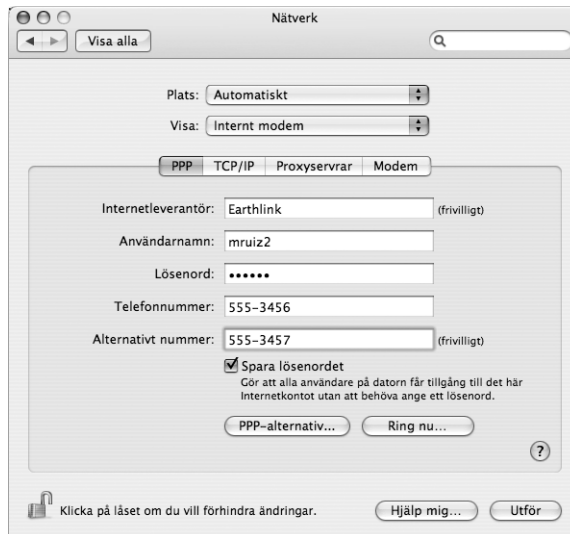 Nätverk
Visa alla
Plats: Automatiskt
Visa: Internt modem
PPP TCP/IP Proxyservrar Modem
Internetleverantör: Earthlink (frivilligt)
Användarnamn: mruiz2
Lösenord: ••••••
Telefonnummer: 555-3456
Alternativt nummer: 555-3457 (frivilligt)
Spara lösenordet
Gör att alla användare på datorn får tillgång till det här
Internetkontot utan att behöva ange ett lösenord.
PPP-alternativ... Ring nu...
?
Klicka på låset om du vill förhindra ändringar. Hjälp mig... Utför